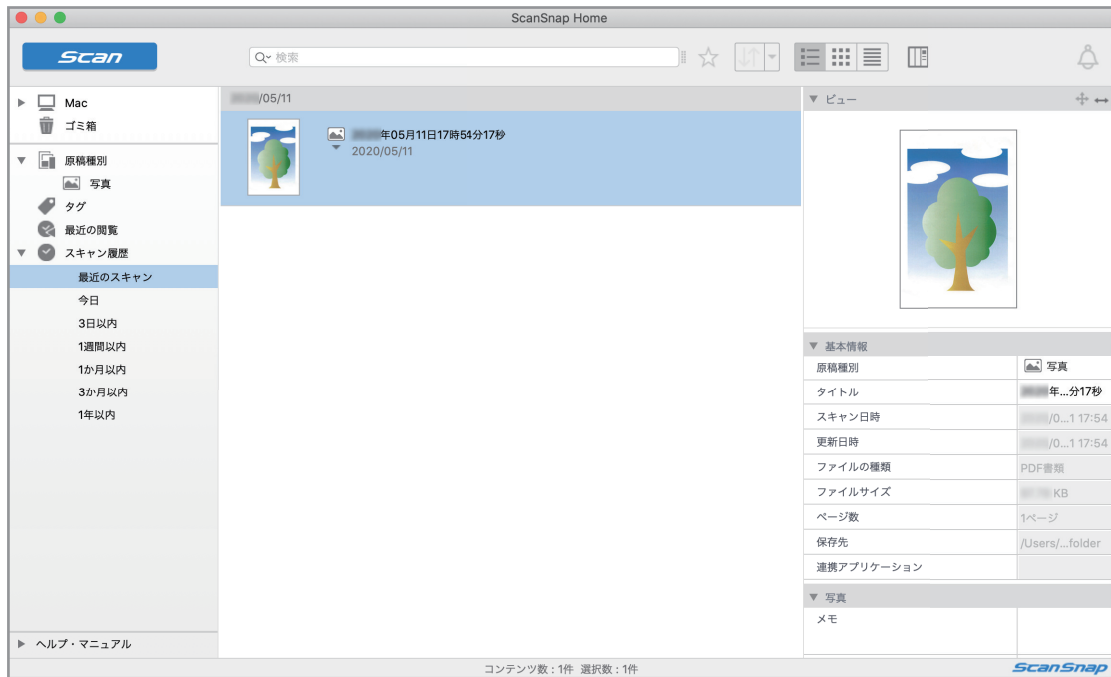 ScanSnap Home
Scan
検索
Mac
ゴミ箱
原稿種別
写真
タグ
最近の閲覧
スキャン履歴
最近のスキャン
今日
3日以内
1週間以内
1か月以内
3か月以内
1年以内
ヘルプ・マニュアル
/05/11
年05月11日17時54分17秒
2020/05/11
ビュー
基本情報
原稿種別 写真
タイトル 年...分17秒
スキャン日時 /0...1 17:54
更新日時 /0...1 17:54
ファイルの種類 PDF書類
ファイルサイズ KB
ページ数 1ページ
保存先 /Users/...folder
連携アプリケーション
写真
メモ
コンテンツ数:1件 選択数:1件
ScanSnap